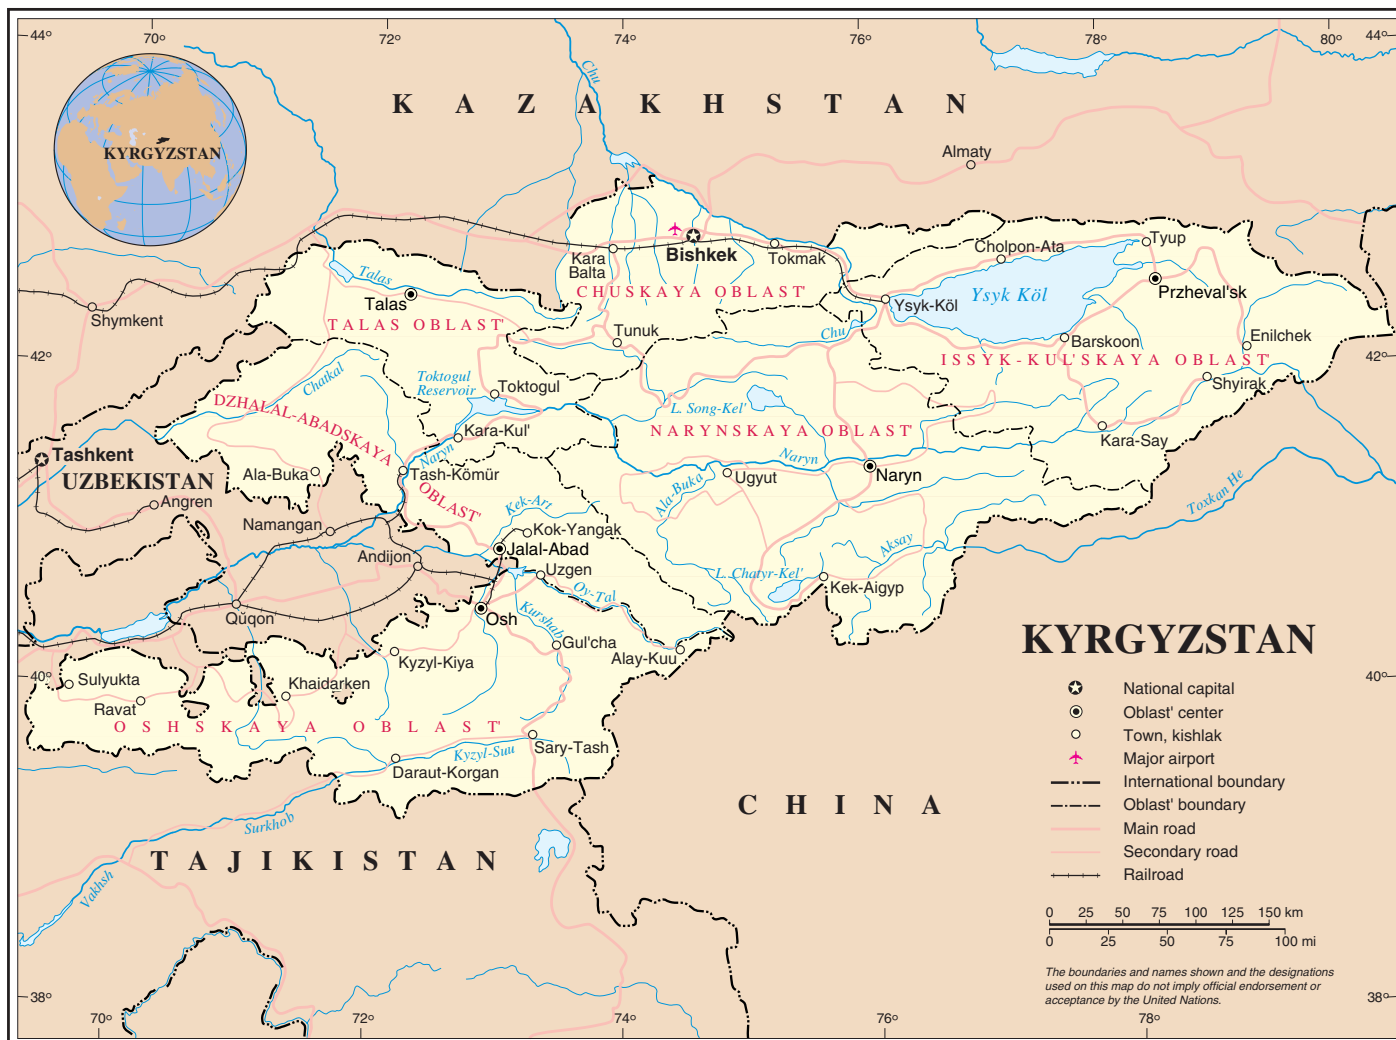 44°
70°
72°
74°
76°
78°
80°
44°
Chu
KAZAKHSTAN
KYRGYZSTAN
Almaty
Bishkek
Kara
Balta
Tokmak
Cholpon-Ata
Tyup
Talas
Talas
CHUSKAYA OBLAST'
Ysyk Köl
Przheval'sk
Ysyk-Köl
Shymkent
TALAS OBLAST'
Tunuk
Chu
Barskoon
Enilchek
42°
ISSYK-KUL'SKAYA OBLAST'
42°
Chatkal
Toktogul
Reservoir
Toktogul
Shyirak
DZHALAL-ABADSKAYA
OBLAST'
L. Song-Kel'
NARYNSKAYA OBLAST'
Kara-Kul'
Kara-Say
Tashkent
Naryn
Naryn
UZBEKISTAN
Ala-Buka
Tash-Kömür
Ala-Buka
Ugyut
Naryn
Angren
Kek-Art
Toxkan He
Namangan
Kok-Yangak
Aksay
Andijon
Jalal-Abad
Uzgen
L. Chatyr-Kel'
Kek-Aigyp
Oy-Tal
Qŭqon
Osh
Kurshab
Gul'cha
Alay-Kuu
Kyzyl-Kiya
40°
Sulyukta
Khaidarken
40°
Ravat
OSHSKAYA OBLAST'
Kyzyl-Suu
Sary-Tash
Daraut-Korgan
CHINA
Surkhob
TAJIKISTAN
Vakhsh
KYRGYZSTAN
National capital
Oblast' center
Town, kishlak
Major airport
International boundary
Oblast' boundary
Main road
Secondary road
Railroad
0 25 50 75 100 125 150 km
0 25 50 75 100 mi
The boundaries and names shown and the designations
used on this map do not imply official endorsement or
acceptance by the United Nations.
38°
38°
70°
72°
74°
76°
78°